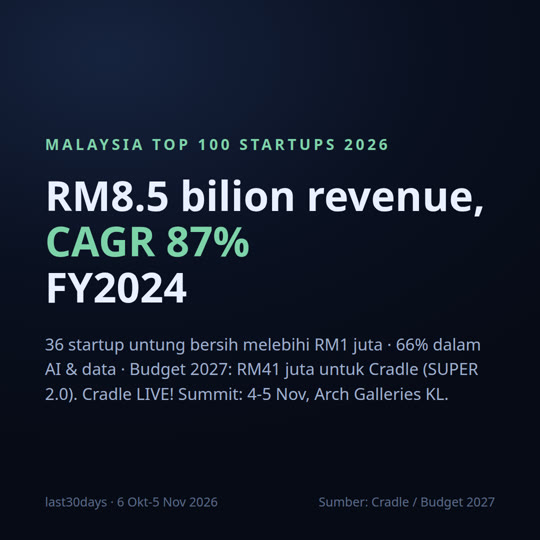 MALAYSIA TOP 100 STARTUPS 2026
RM8.5 bilion revenue,
CAGR 87%
FY2024
36 startup untung bersih melebihi RM1 juta · 66% dalam
AI & data · Budget 2027: RM41 juta untuk Cradle (SUPER
2.0). Cradle LIVE! Summit: 4-5 Nov, Arch Galleries KL.
last30days · 6 Okt-5 Nov 2026
Sumber: Cradle / Budget 2027